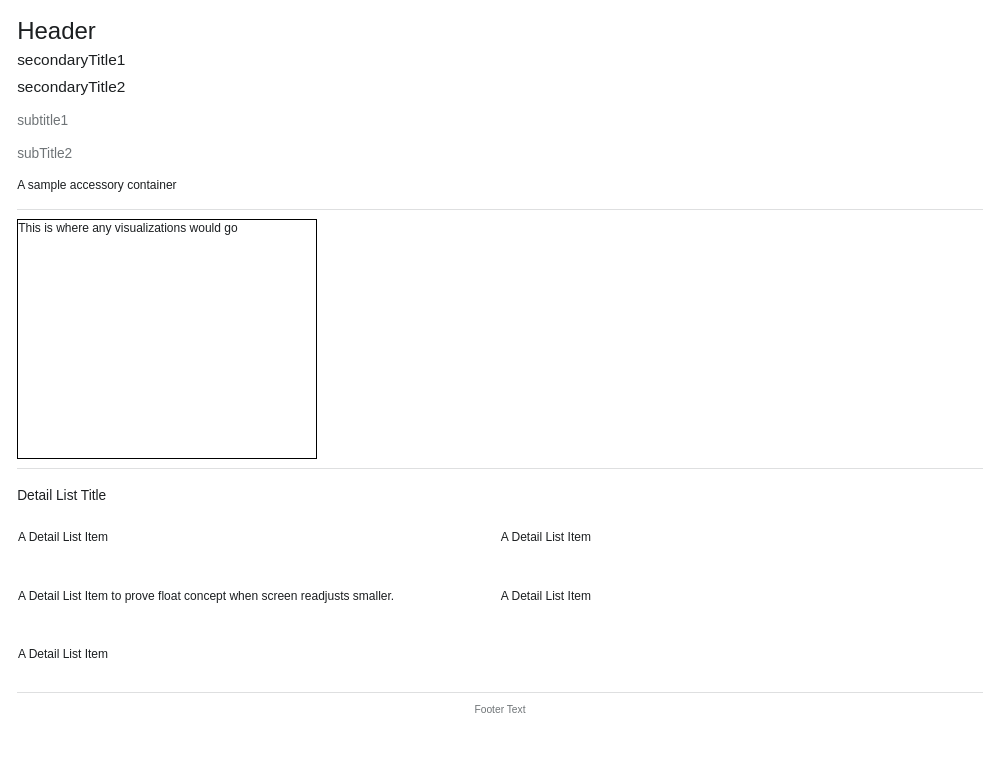 Header
secondaryTitle1
secondaryTitle2
subtitle1
subTitle2
A sample accessory container
This is where any visualizations would go
Detail List Title
A Detail List Item
A Detail List Item
A Detail List Item to prove float concept when screen readjusts smaller.
A Detail List Item
A Detail List Item
Footer Text